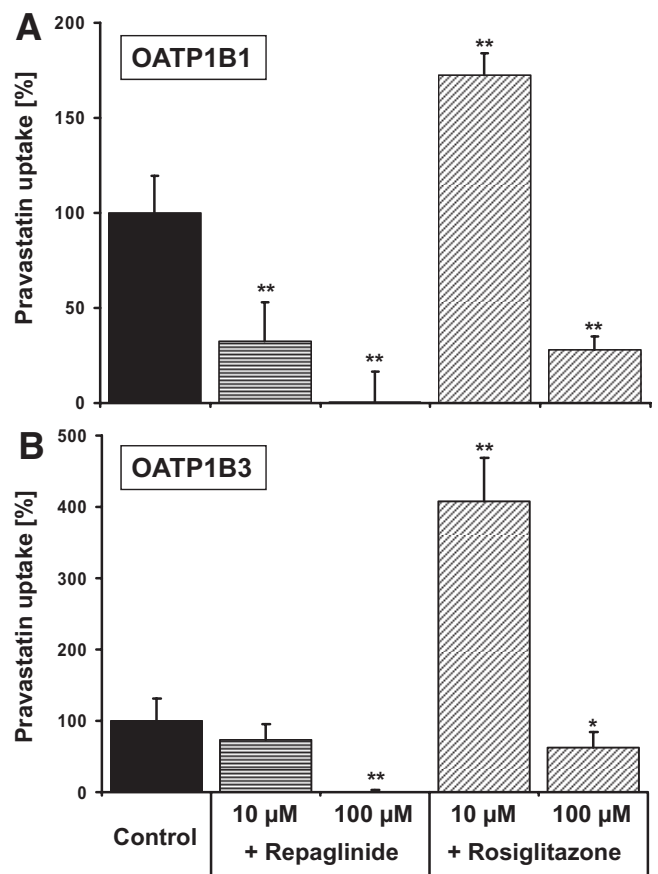 A
OATP1B1
Pravastatin uptake [%]
200
150
100
50
0
**
**
**
**
B
OATP1B3
Pravastatin uptake [%]
500
400
300
200
100
0
**
**
*
10 µM 100 µM 10 µM 100 µM
Control + Repaglinide + Rosiglitazone